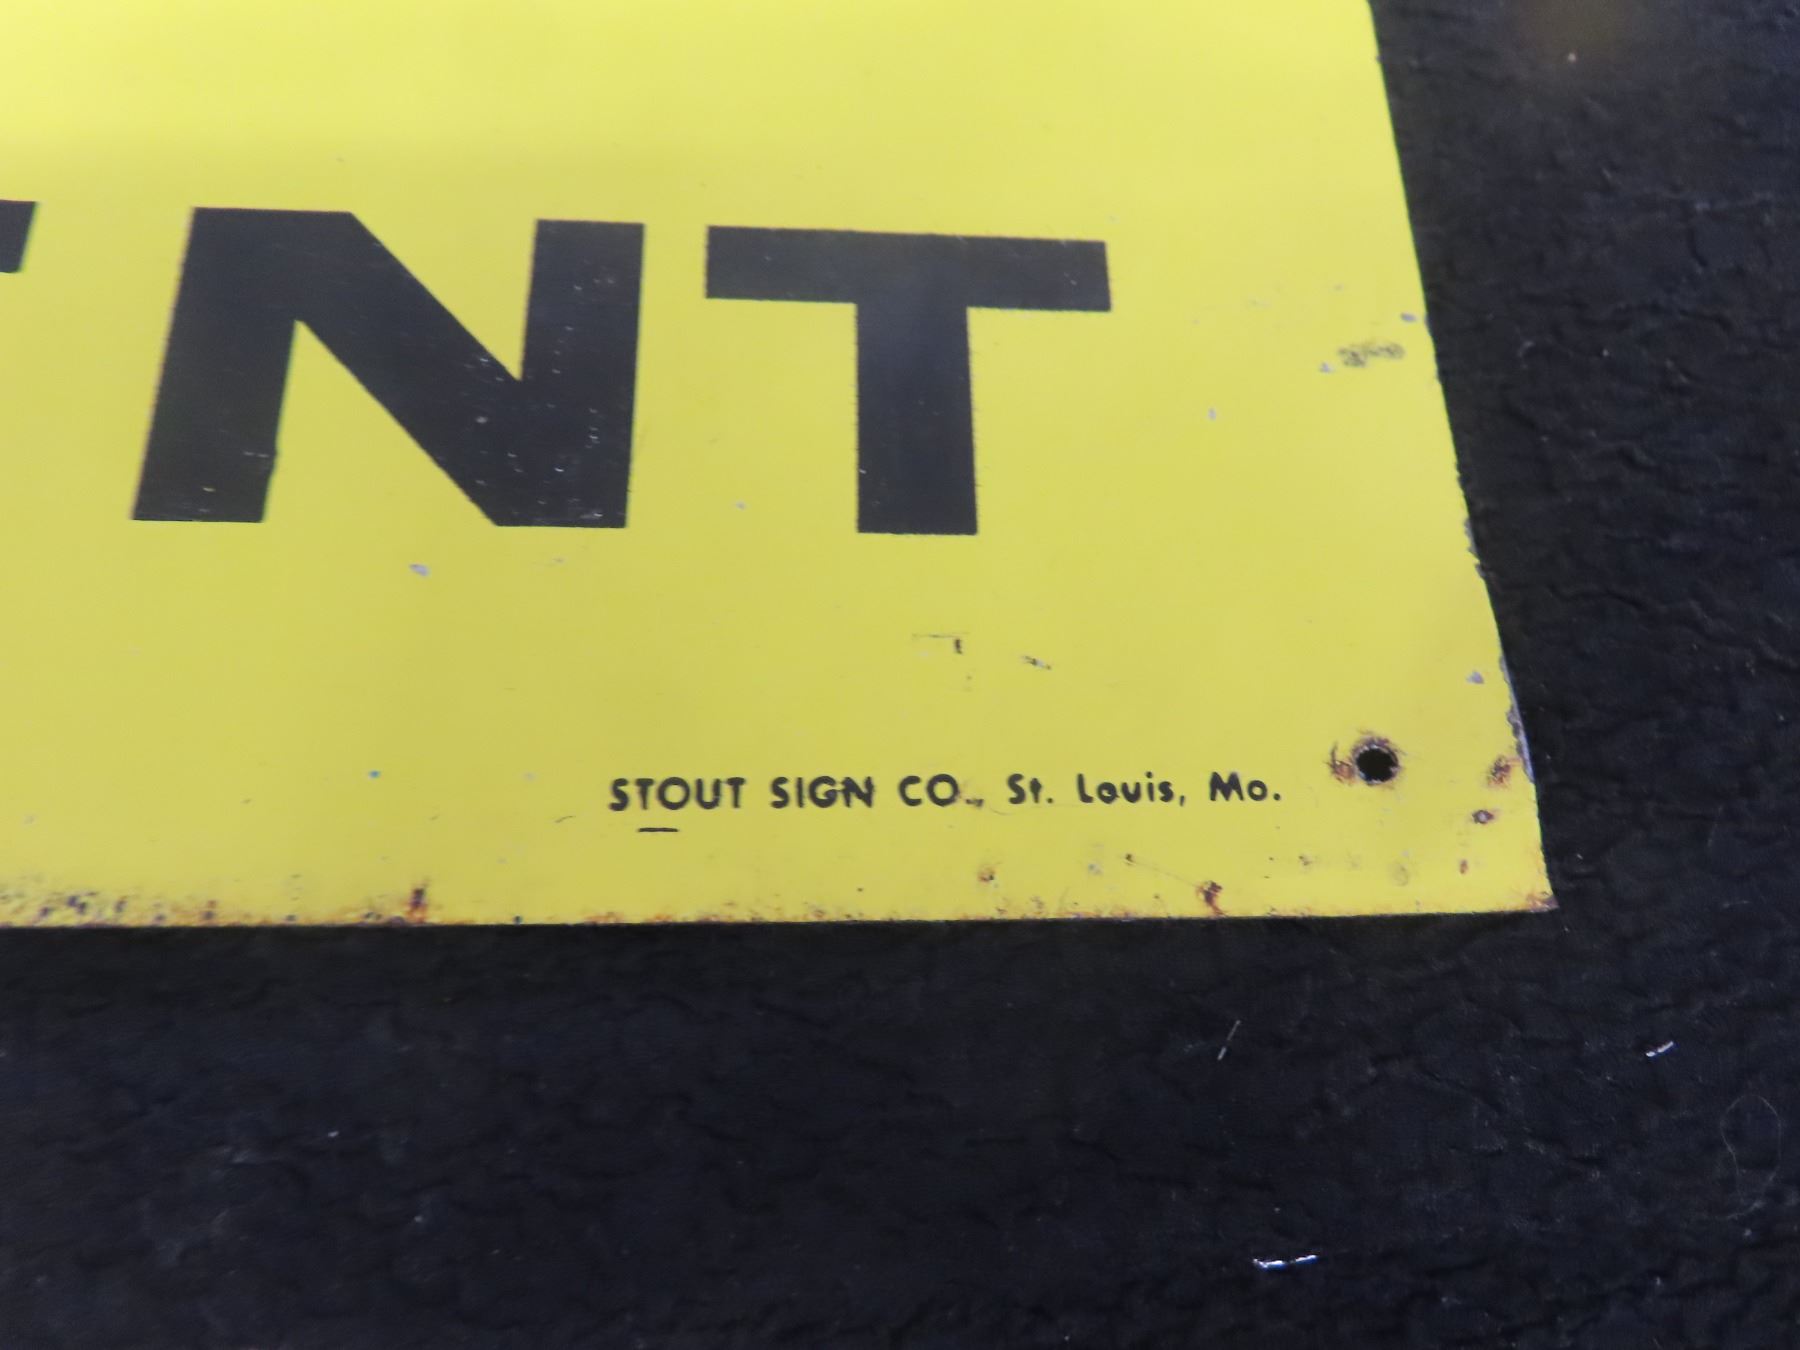 NT
STOUT SIGN CO., St. Louis, Mo.